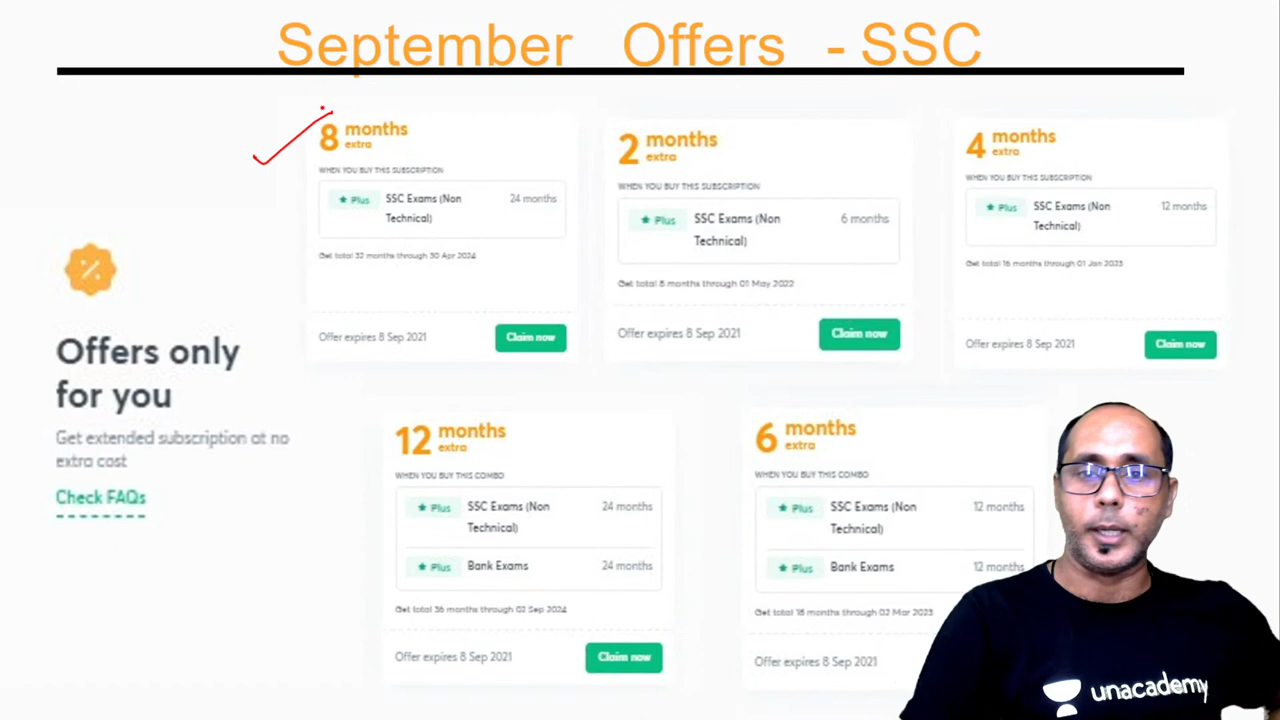 September Offers - SSC
8 months
extra
WHEN YOU BUY THIS SUBSCRIPTION
Plus SSC Exams (Non 24 months
Technical)
Get total 32 months through 30 Apr 2024
Offer expires 8 Sep 2021 Claim now
2 months
extra
WHEN YOU BUY THIS SUBSCRIPTION
Plus SSC Exams (Non 6 months
Technical)
Get total 8 months through 01 May 2022
Offer expires 8 Sep 2021 Claim now
4 months
extra
WHEN YOU BUY THIS SUBSCRIPTION
Plus SSC Exams (Non 12 months
Technical)
Get total 16 months through 01 Jan 2023
Offer expires 8 Sep 2021 Claim now
Offers only
for you
Get extended subscription at no
extra cost
Check FAQs
12 months
extra
WHEN YOU BUY THIS COMBO
Plus SSC Exams (Non 24 months
Technical)
Plus Bank Exams 24 months
Get total 36 months through 02 Sep 2024
Offer expires 8 Sep 2021 Claim now
6 months
extra
WHEN YOU BUY THIS COMBO
Plus SSC Exams (Non 12 months
Technical)
Plus Bank Exams 12 months
Get total 18 months through 02 Mar 2023
Offer expires 8 Sep 2021
unacademy